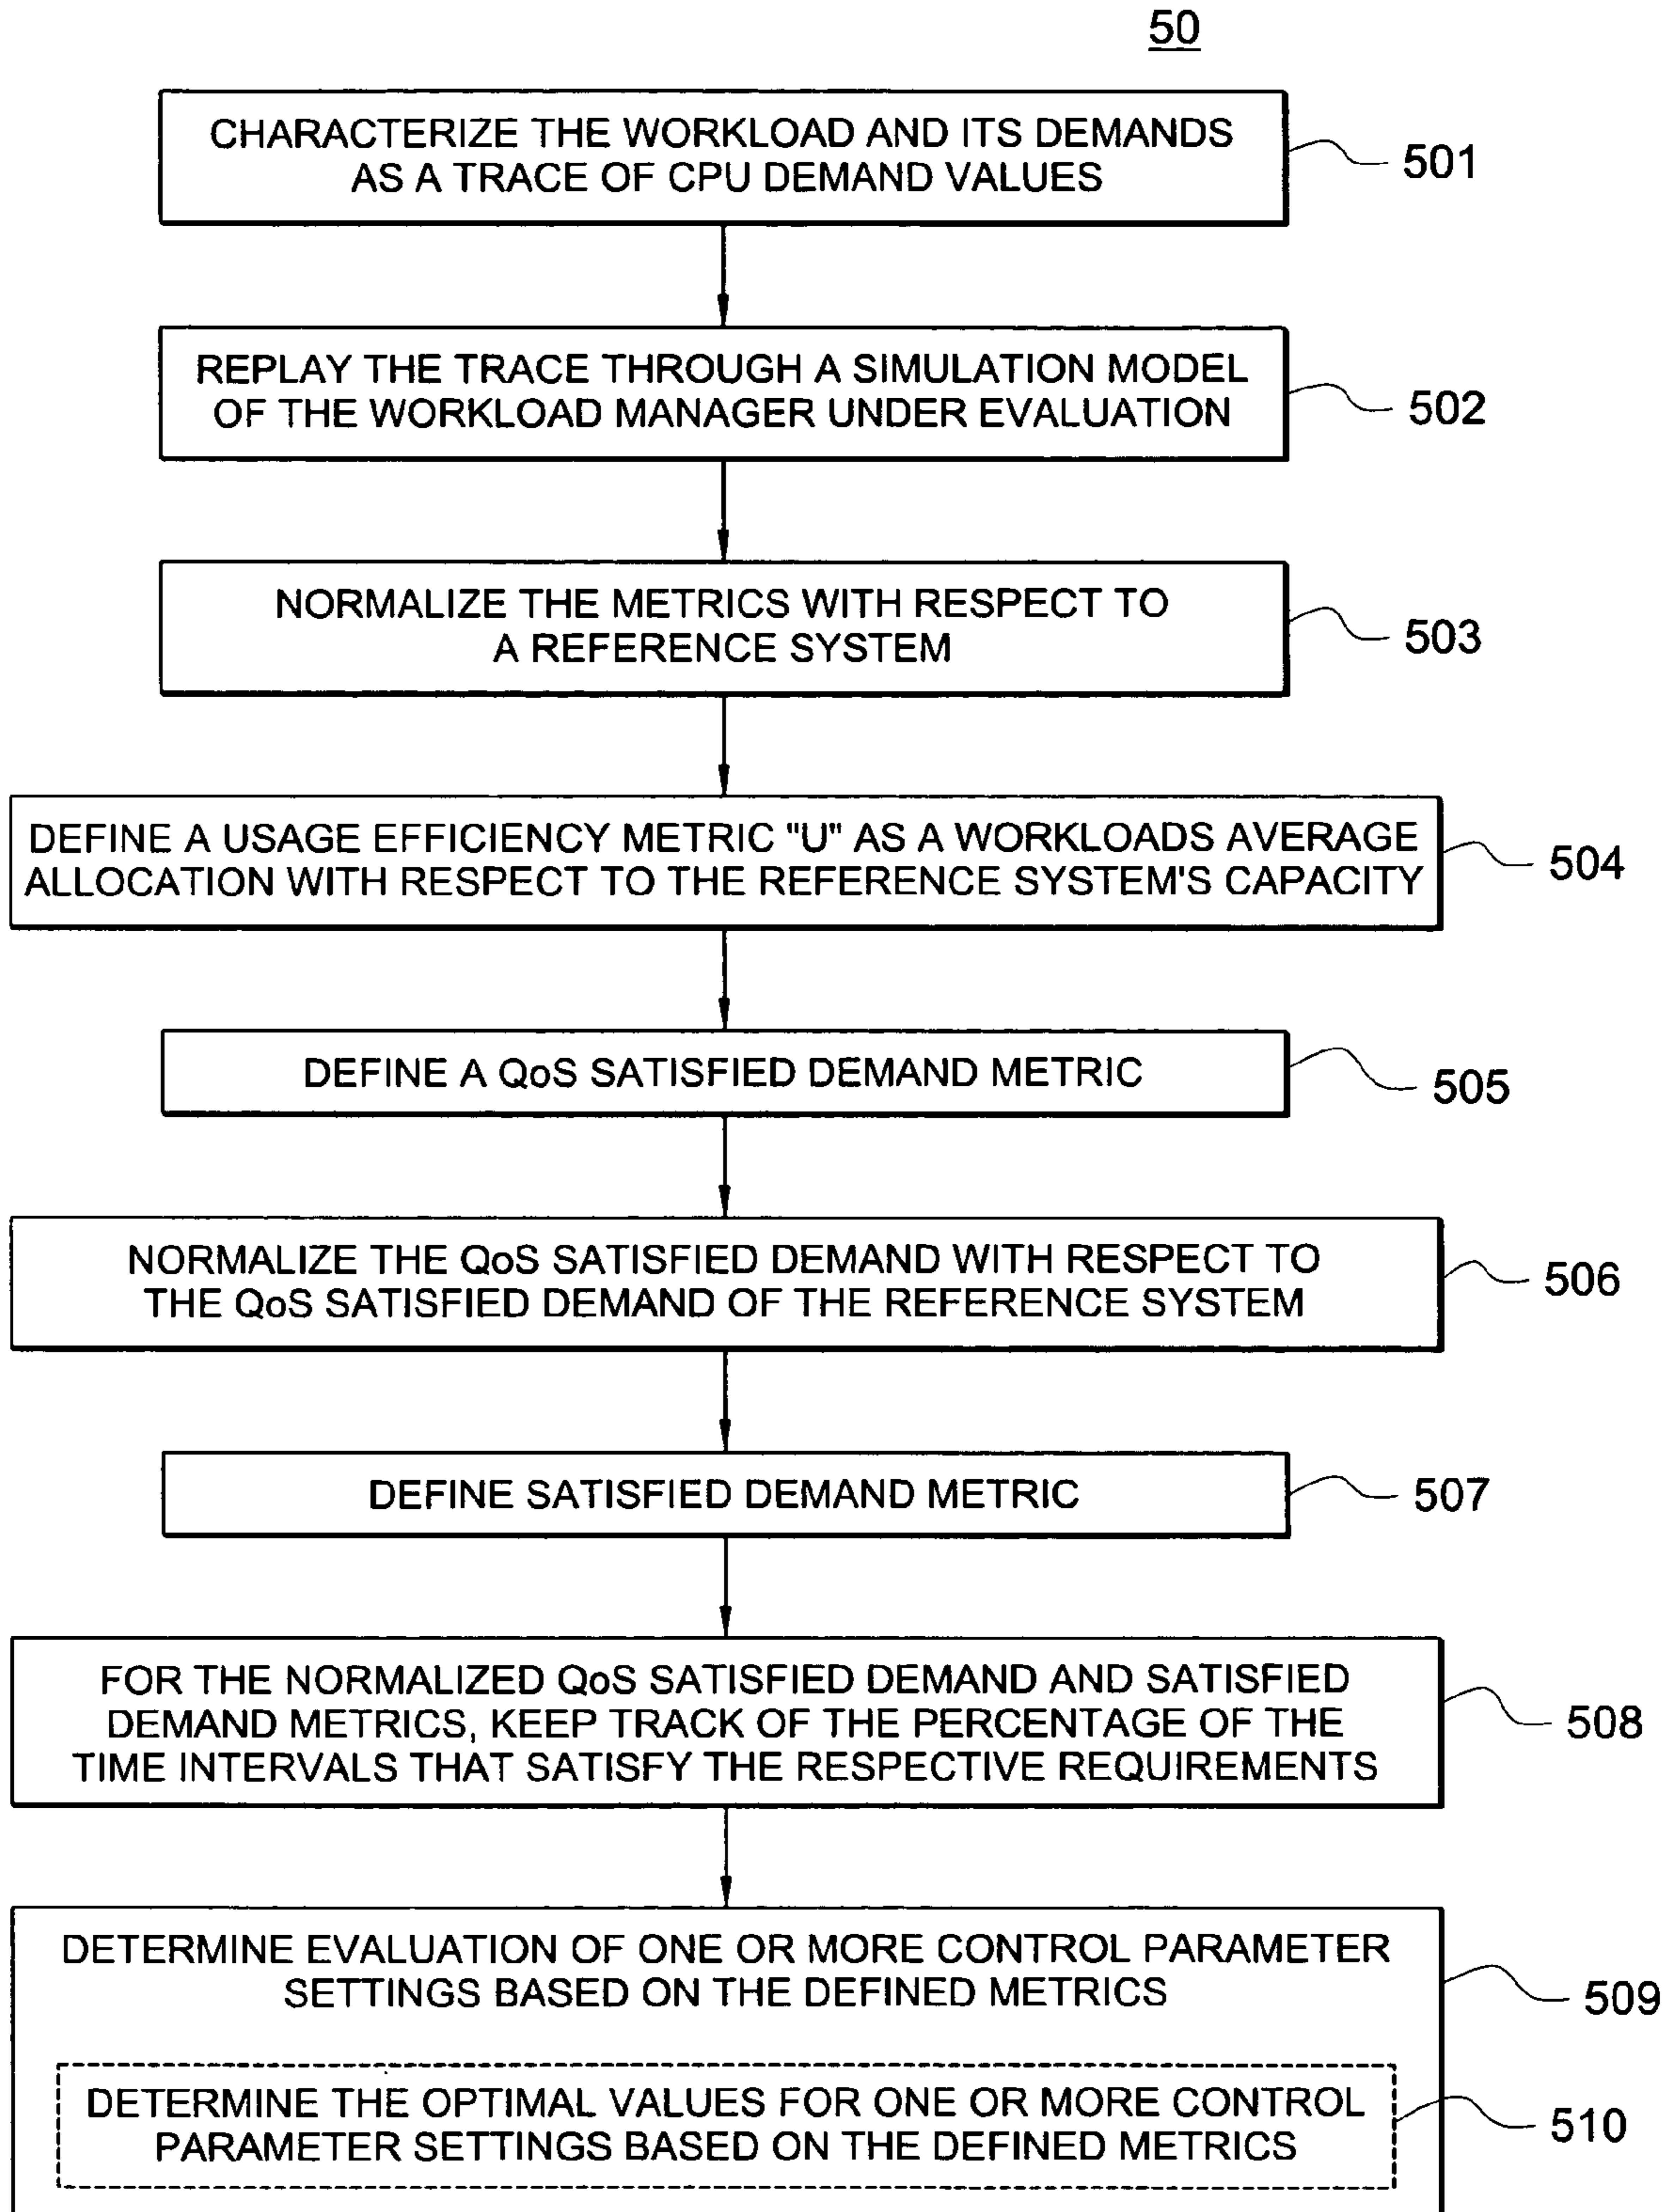 50
CHARACTERIZE THE WORKLOAD AND ITS DEMANDS
AS A TRACE OF CPU DEMAND VALUES
501
REPLAY THE TRACE THROUGH A SIMULATION MODEL
OF THE WORKLOAD MANAGER UNDER EVALUATION
502
NORMALIZE THE METRICS WITH RESPECT TO
A REFERENCE SYSTEM
503
DEFINE A USAGE EFFICIENCY METRIC "U" AS A WORKLOADS AVERAGE
ALLOCATION WITH RESPECT TO THE REFERENCE SYSTEM'S CAPACITY
504
DEFINE A QoS SATISFIED DEMAND METRIC
505
NORMALIZE THE QoS SATISFIED DEMAND WITH RESPECT TO
THE QoS SATISFIED DEMAND OF THE REFERENCE SYSTEM
506
DEFINE SATISFIED DEMAND METRIC
507
FOR THE NORMALIZED QoS SATISFIED DEMAND AND SATISFIED
DEMAND METRICS, KEEP TRACK OF THE PERCENTAGE OF THE
TIME INTERVALS THAT SATISFY THE RESPECTIVE REQUIREMENTS
508
DETERMINE EVALUATION OF ONE OR MORE CONTROL PARAMETER
SETTINGS BASED ON THE DEFINED METRICS
509
DETERMINE THE OPTIMAL VALUES FOR ONE OR MORE CONTROL
PARAMETER SETTINGS BASED ON THE DEFINED METRICS
510